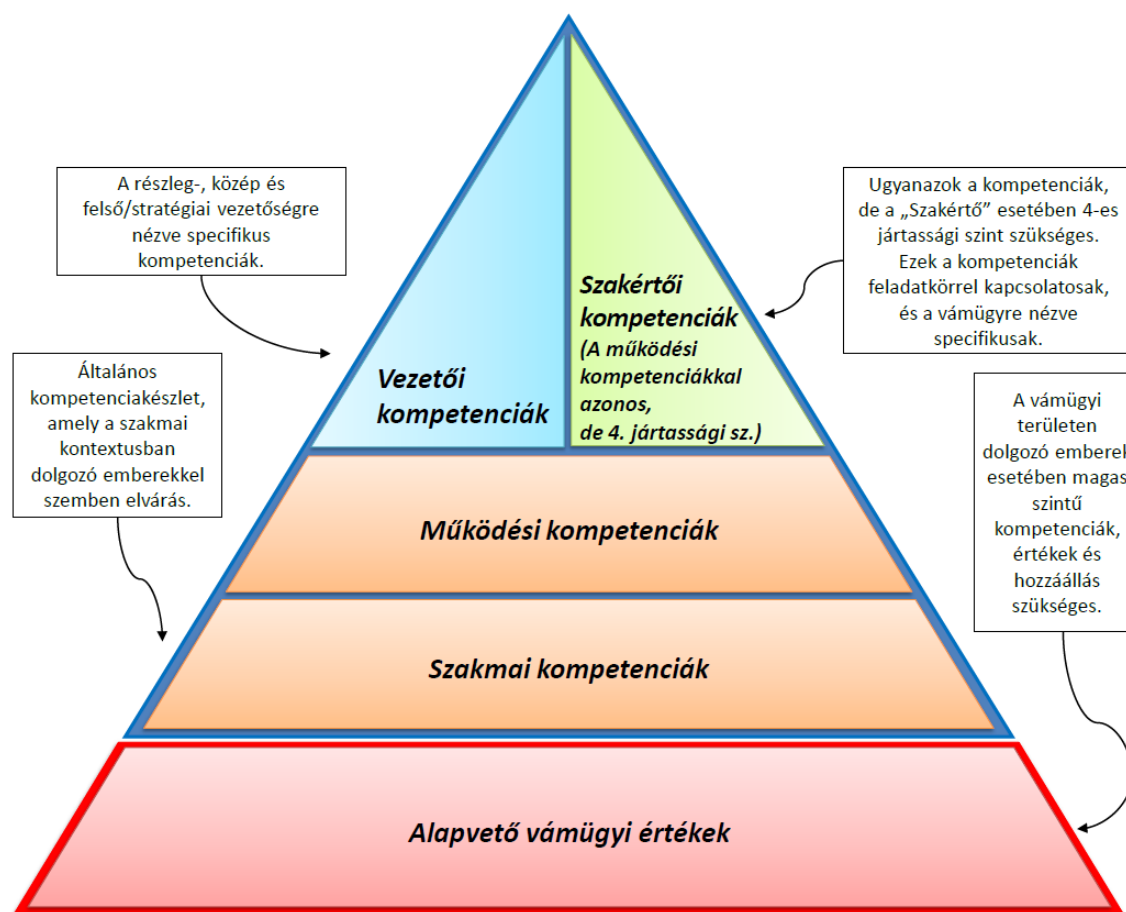 A részleg-, közép és
felső/stratégiai vezetőségre
nézve specifikus
kompetenciák.
Ugyanazok a kompetenciák,
de a „Szakértő” esetében 4-es
jártassági szint szükséges.
Ezek a kompetenciák
feladatkörrel kapcsolatosak,
és a vámügyre nézve
specifikusak.
Általános
kompetenciakészlet,
amely a szakmai
kontextusban
dolgozó emberekkel
szemben elvárás.
Vezetői
kompetenciák
Szakértői
kompetenciák
(A működési
kompetenciákkal
azonos,
de 4. jártassági sz.)
A vámügyi
területen
dolgozó emberek
esetében magas
szintű
kompetenciák,
értékek és
hozzáállás
szükséges.
Működési kompetenciák
Szakmai kompetenciák
Alapvető vámügyi értékek